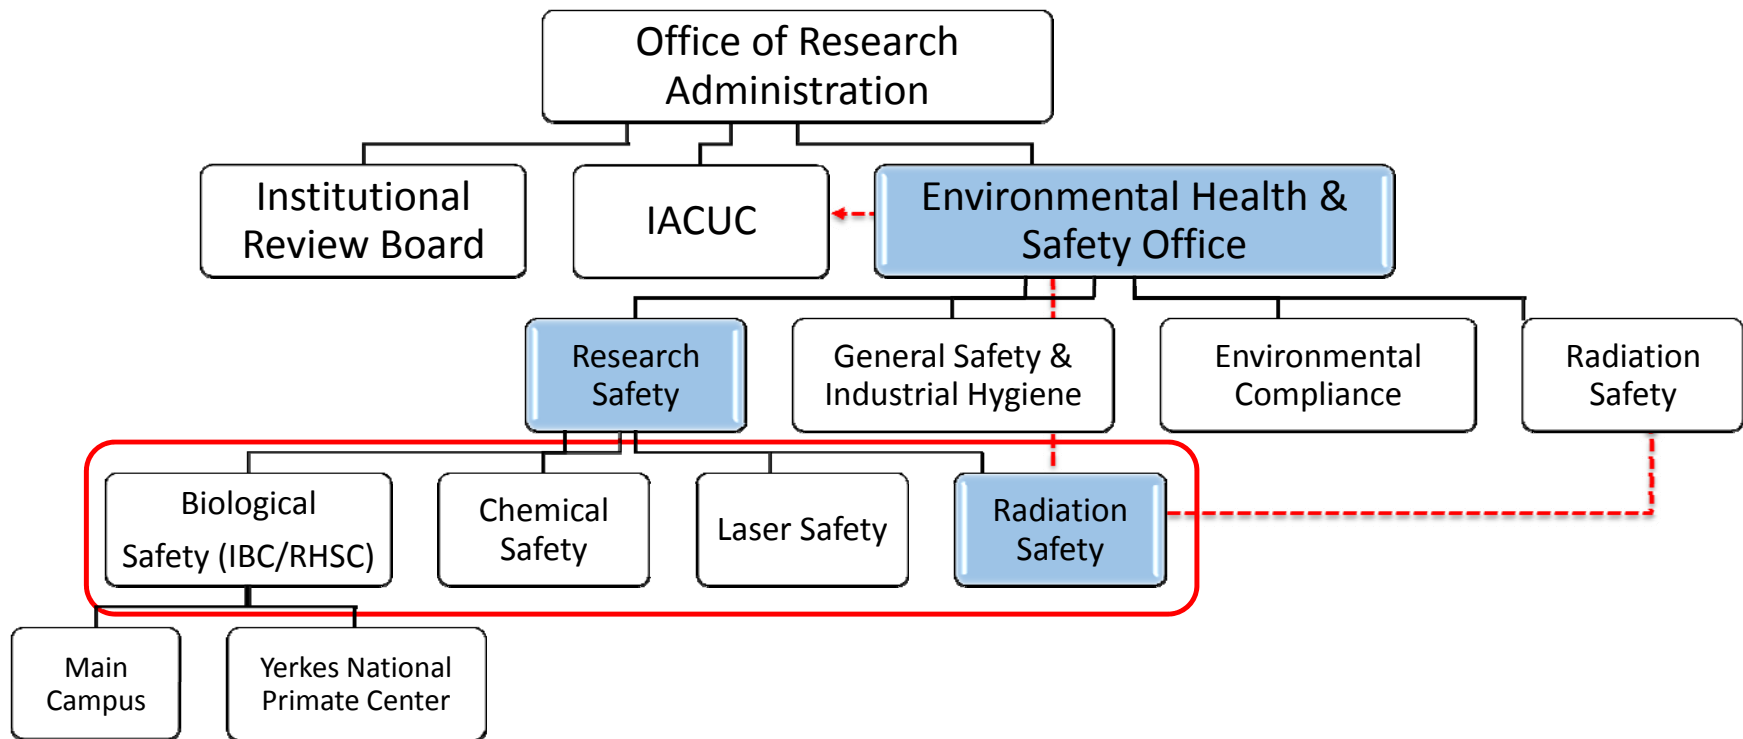 Office of Research
Administration
Institutional
Review Board
IACUC
Environmental Health &
Safety Office
Research
Safety
General Safety &
Industrial Hygiene
Environmental
Compliance
Radiation
Safety
Biological
Safety (IBC/RHSC)
Chemical
Safety
Laser Safety
Radiation
Safety
Main
Campus
Yerkes National
Primate Center